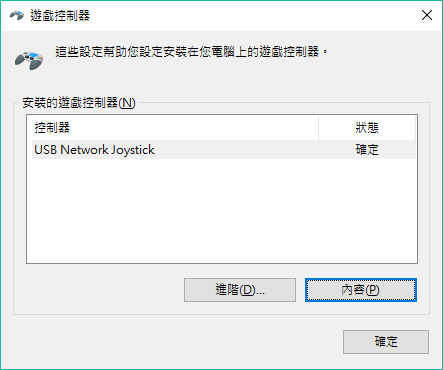 遊戲控制器
這些設定幫助您設定安裝在您電腦上的遊戲控制器。
安裝的遊戲控制器(N)
控制器 狀態
USB Network Joystick 確定
進階(D)... 內容(P)
確定